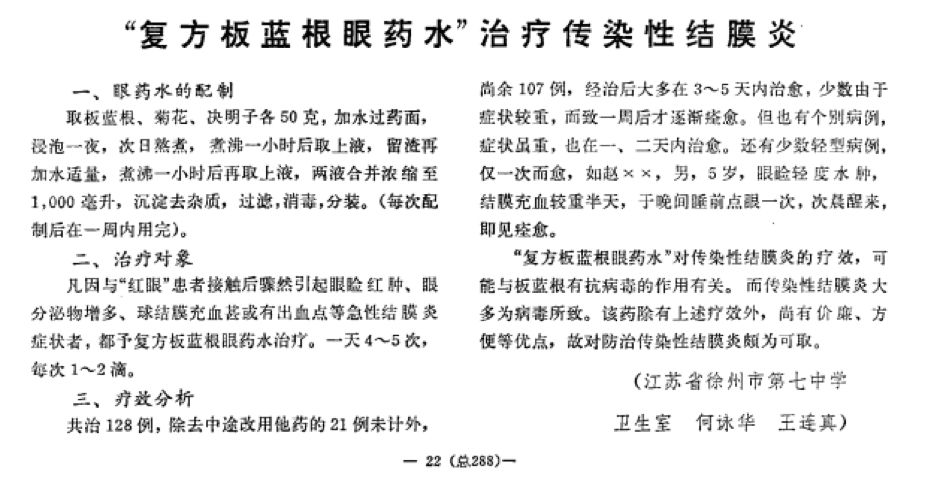 “复方板蓝根眼药水”治疗传染性结膜炎
一、眼药水的配制
取板蓝根、菊花、决明子各50克，加水过药面，
浸泡一夜，次日熬煮，煮沸一小时后取上液，留渣再
加水适量，煮沸一小时后再取上液，两液合并浓缩至
1,000毫升，沉淀去杂质，过滤，消毒，分装。（每次配
制后在一周内用完）。
二、治疗对象
凡因与“红眼”患者接触后骤然引起眼睑红肿、眼
分泌物增多、球结膜充血甚或有出血点等急性结膜炎
症状者，都予复方板蓝根眼药水治疗。一天4～5次，
每次1～2滴。
三、疗效分析
共治128例，除去中途改用他药的21例未计外，
尚余107例，经治后大多在3～5天内治愈，少数由于
症状较重，而致一周后才逐渐痊愈。但也有个别病例，
症状虽重，也在一、二天内治愈。还有少数轻型病例，
仅一次而愈，如赵××，男，5岁，眼睑轻度水肿，
结膜充血较重半天，于晚间睡前点眼一次，次晨醒来，
即见痊愈。
“复方板蓝根眼药水”对传染性结膜炎的疗效，可
能与板蓝根有抗病毒的作用有关。而传染性结膜炎大
多为病毒所致。该药除有上述疗效外，尚有价廉、方
便等优点，故对防治传染性结膜炎颇为可取。
（江苏省徐州市第七中学
卫生室 何泳华 王连真）
— 22（总288）—